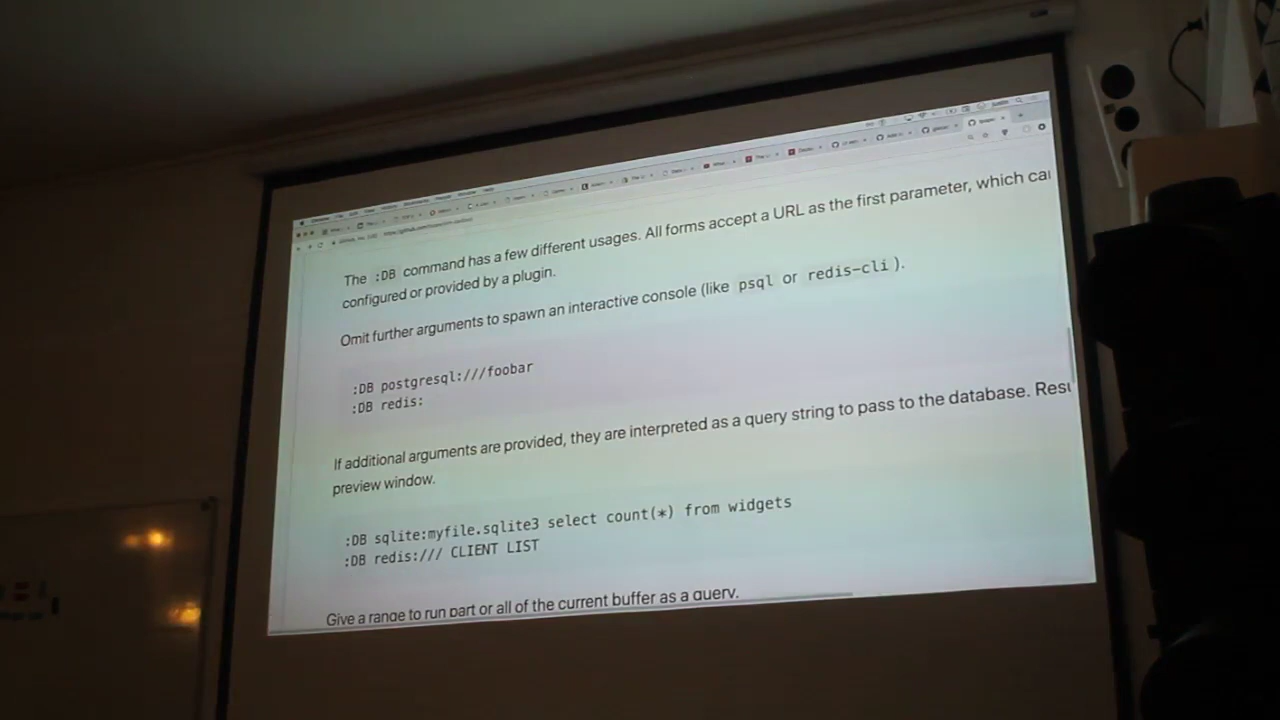 The :DB command has a few different usages. All forms accept a URL as the first parameter, which can
configured or provided by a plugin.
Omit further arguments to spawn an interactive console (like psql or redis-cli ).
:DB postgresql:///foobar
:DB redis:
If additional arguments are provided, they are interpreted as a query string to pass to the database. Resu
preview window.
:DB sqlite:myfile.sqlite3 select count(*) from widgets
:DB redis:/// CLIENT LIST
Give a range to run part or all of the current buffer as a query.